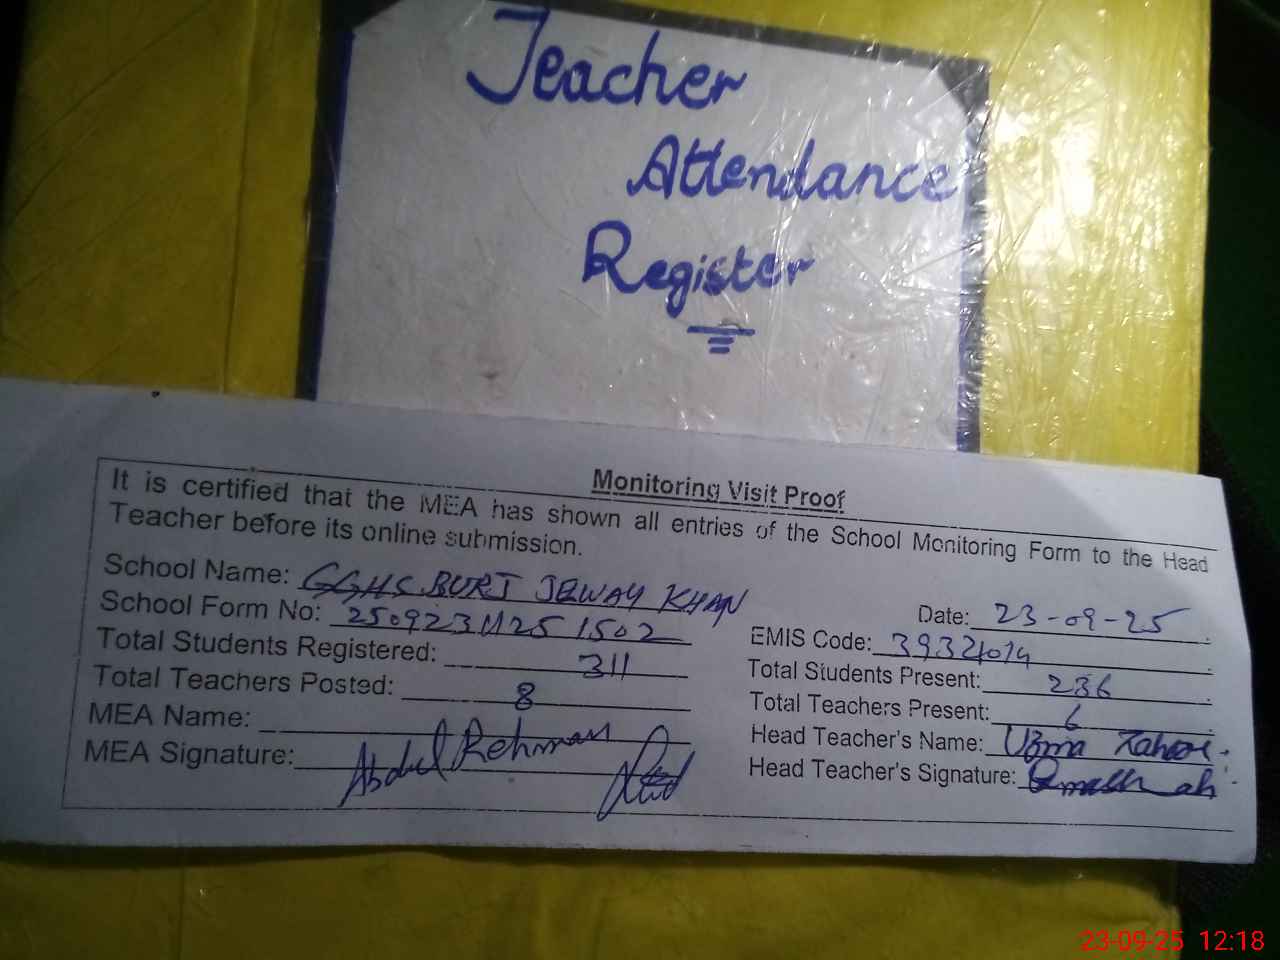 Teacher
Attendance
Register
Monitoring Visit Proof
It is certified that the MEA has shown all entries of the School Monitoring Form to the Head
Teacher before its online submission.
School Name: GGHS BURJ JEWAY KHAN
Date: 23-09-25
School Form No: 25092311251502
EMIS Code:
Total Students Registered: 311
Total Students Present: 236
Total Teachers Posted: 8
Total Teachers Present: 6
MEA Name: Abdul Rehman
Head Teacher's Name: Uzma
MEA Signature:
Head Teacher's Signature:
23-09-25 12:18